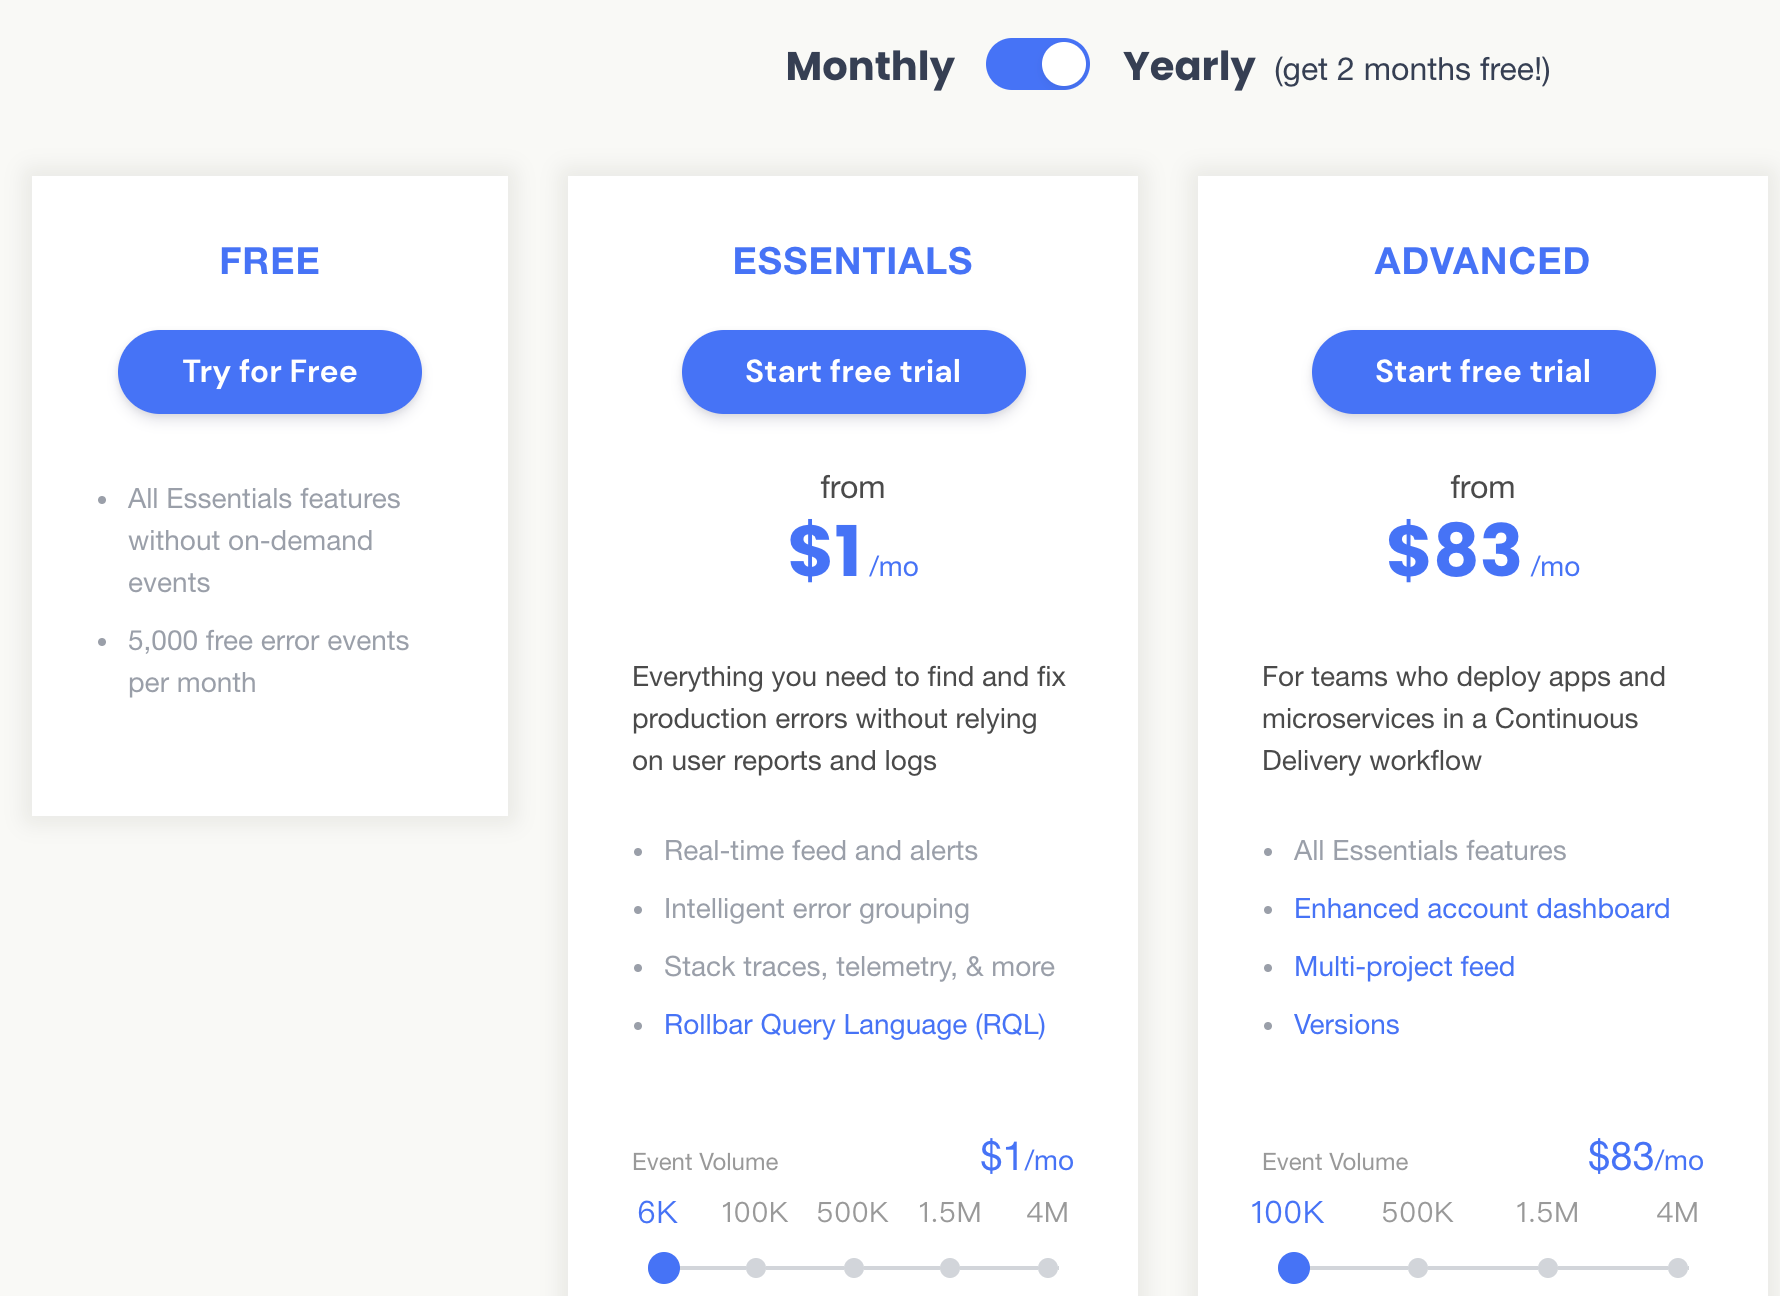 Monthly Yearly (get 2 months free!)
FREE
Try for Free
• All Essentials features
without on-demand
events
• 5,000 free error events
per month
ESSENTIALS
Start free trial
from
$1 /mo
Everything you need to find and fix
production errors without relying
on user reports and logs
• Real-time feed and alerts
• Intelligent error grouping
• Stack traces, telemetry, & more
• Rollbar Query Language (RQL)
Event Volume $1/mo
6K 100K 500K 1.5M 4M
ADVANCED
Start free trial
from
$83 /mo
For teams who deploy apps and
microservices in a Continuous
Delivery workflow
• All Essentials features
• Enhanced account dashboard
• Multi-project feed
• Versions
Event Volume $83/mo
100K 500K 1.5M 4M